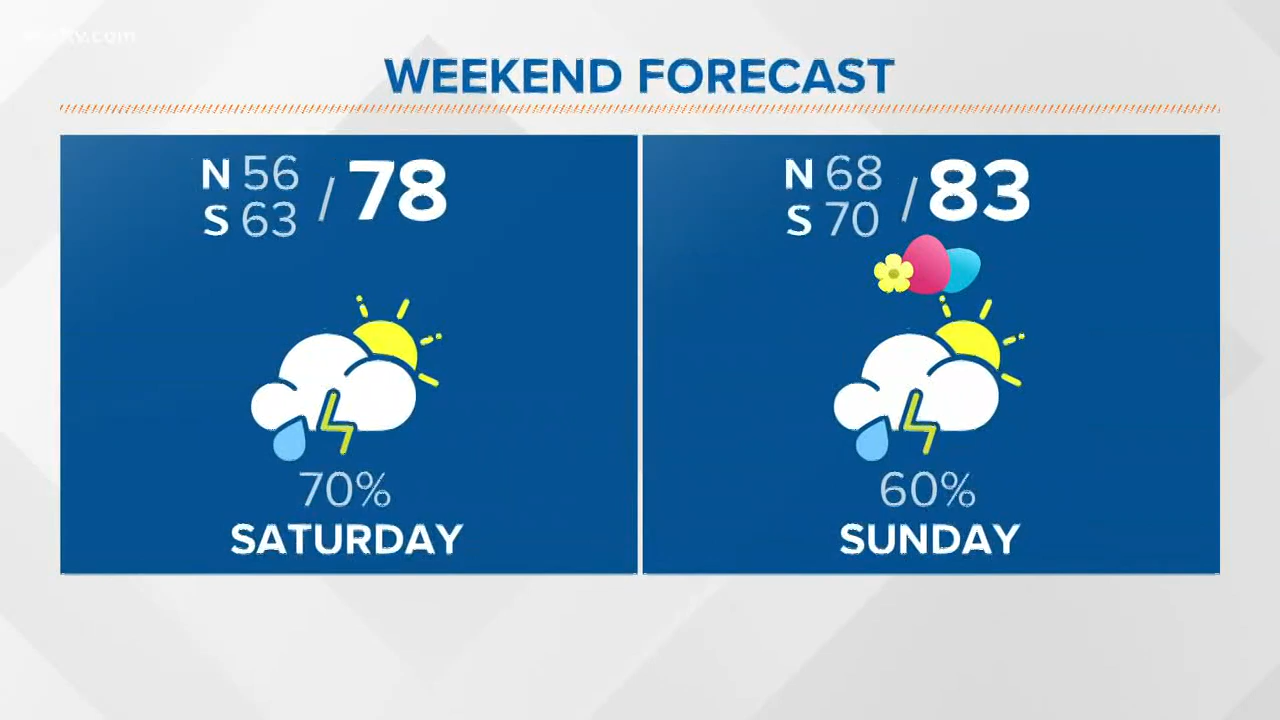 WEEKEND FORECAST
N 56
S 63
/ 78
70%
SATURDAY
N 68
S 70
/ 83
60%
SUNDAY